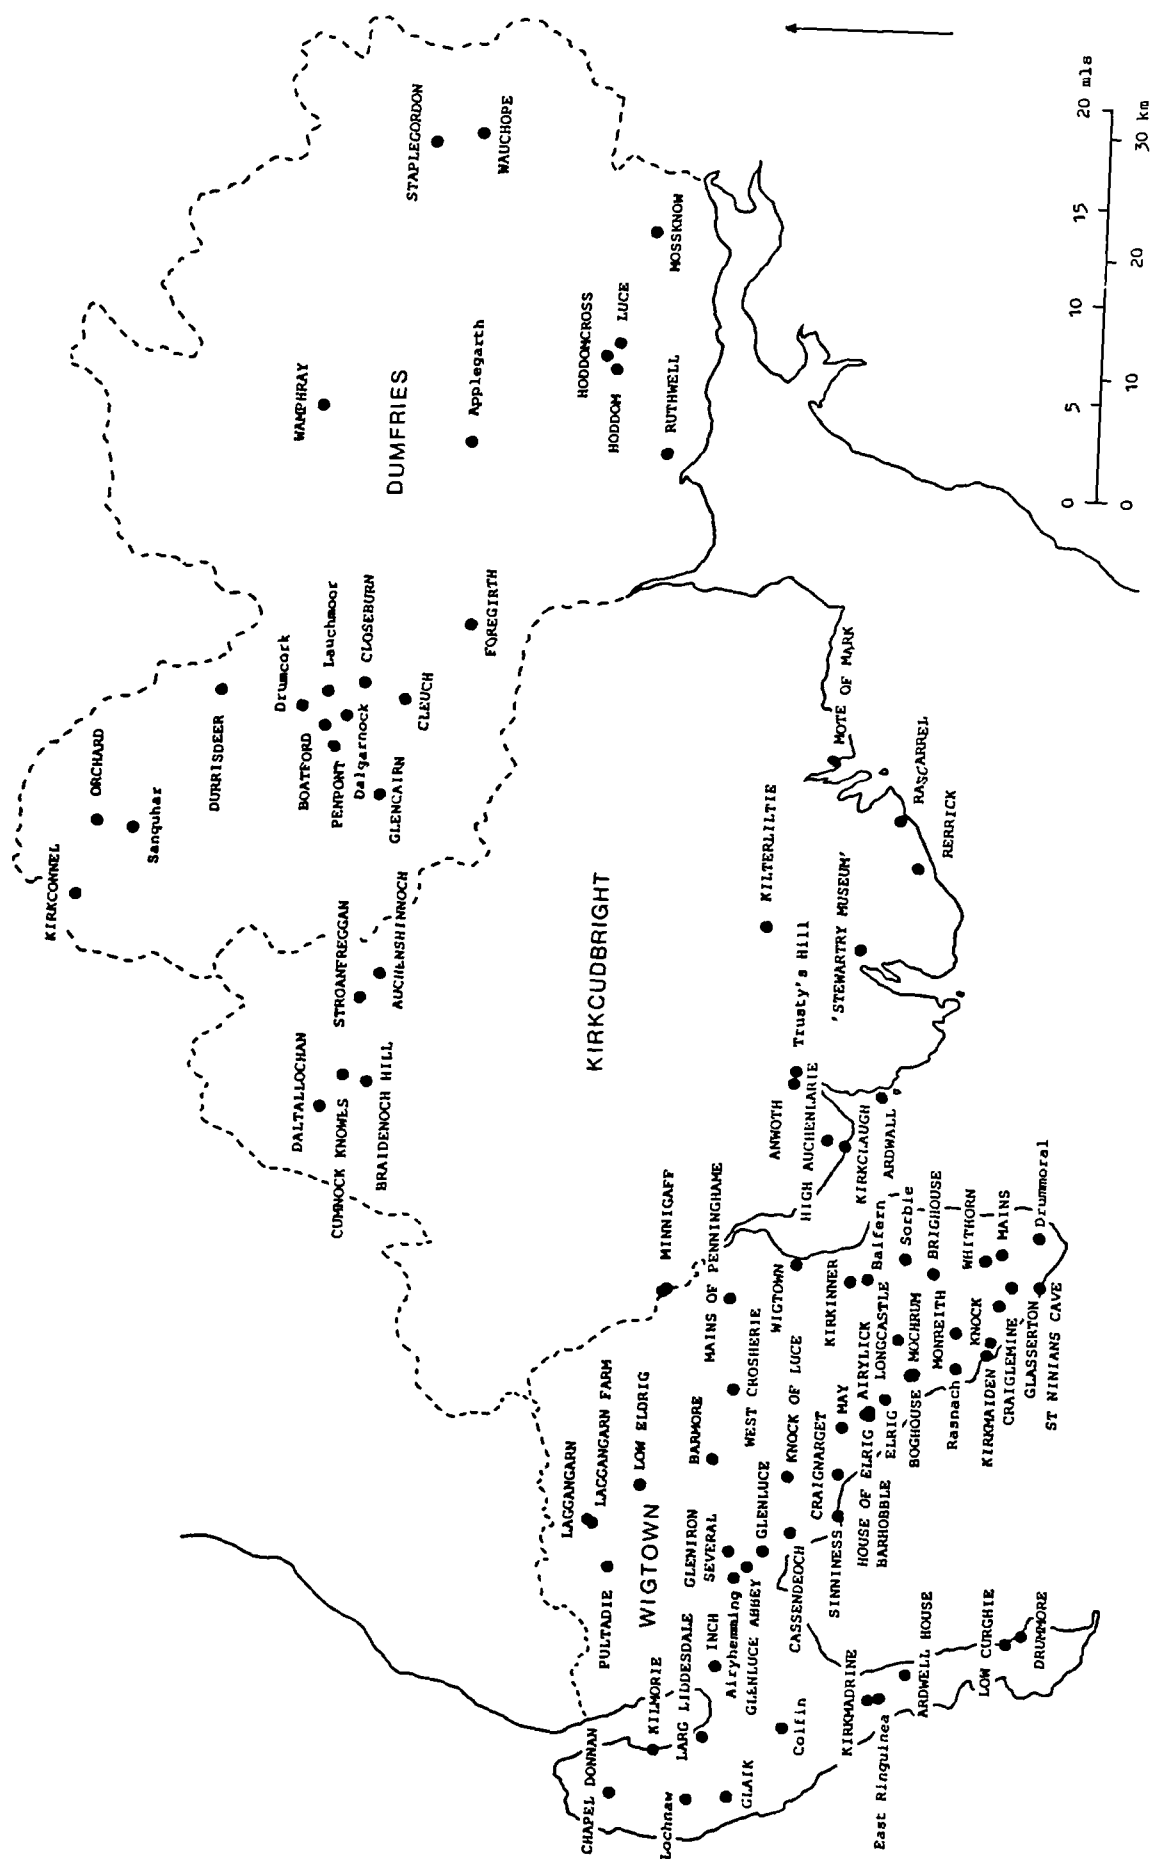 KIRKCONNEL
ORCHARD
Sanquhar
DURRISDEER
Drumcork
Lauchmoor
BOATFORD
PENPONT
Dalgarnock
CLOSEBURN
GLENCAIRN
CLEUCH
FOREGIRTH
WAMPHRAY
DUMFRIES
Applegarth
STAPLEGORDON
WAUCHOPE
HODDOMCROSS
HODDOM
LUCE
RUTHWELL
MOSSKNOW
DALTALLOCHAN
CUMNOCK KNOWES
BRAIDENOCH HILL
STROANFREGGAN
AUCHENSHINNOCH
KIRKCUDBRIGHT
KILTERLILTIE
MOTE OF MARK
RASCARREL
RERRICK
'STEWARTRY MUSEUM'
Trusty's Hill
ANWOTH
HIGH AUCHENLARIE
KIRKCLAUGH
ARDWALL
MINNIGAFF
MAINS OF PENNINGHAME
LAGGANGARN
LAGGANGARN FARM
LOW ELDRIG
PULTADIE
WIGTOWN
BARMORE
WEST CROSHERIE
WIGTOWN
GLENIRON
SEVERAL
GLENLUCE
KNOCK OF LUCE
KIRKINNER
Baifern
Sorbie
BRIGHOUSE
WHITHORN
MAINS
Drummoral
CRAIGNARGET
MAY
AIRYLICK
LONGCASTLE
MOCHRUM
MONREITH
KNOCK
HOUSE OF ELRIG
BARHOBBLE
ELRIG
BOGHOUSE
Rasnach
KIRKMAIDEN
CRAIGLEMINE
GLASSERTON
ST NINIANS CAVE
SINNINESS
CASSENDEOCH
CHAPEL DONNAN
KILMORIE
LARG LIDDESDALE
INCH
Airyhemming
GLENLUCE ABBEY
Lochnaw
GLAIK
Colfin
KIRKMADRINE
East Ringuinea
ARDWELL HOUSE
LOW CURGHIE
DRUMMORE
0 5 10 15 20 mls
0 10 20 30 km